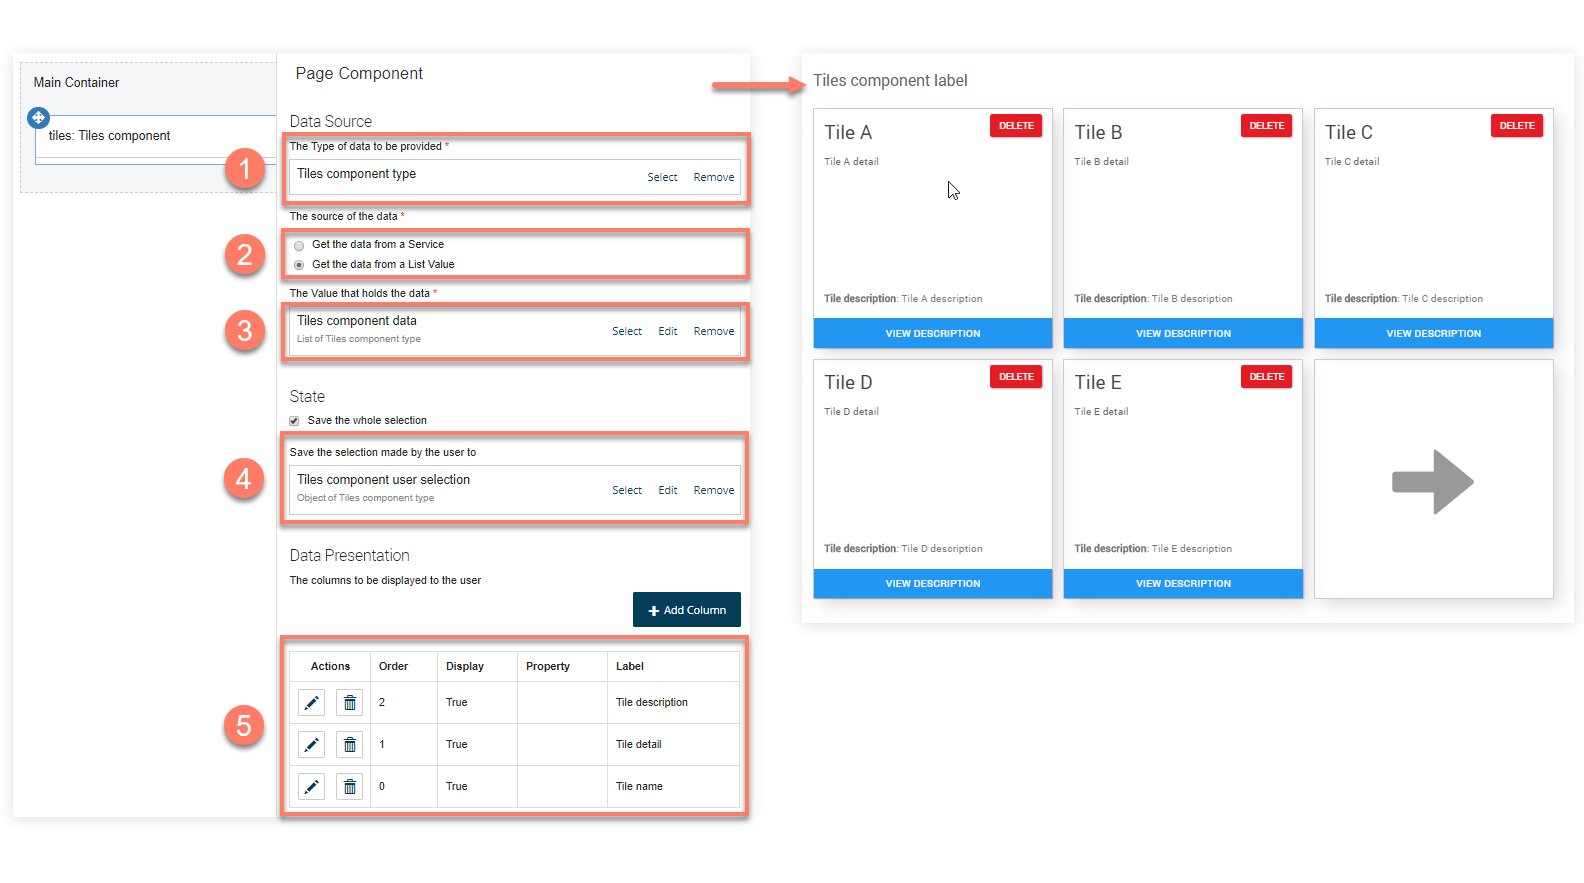 Main Container
tiles: Tiles component
Page Component
Data Source
1
The Type of data to be provided *
Tiles component type
Select Remove
The source of the data *
2
Get the data from a Service
Get the data from a List Value
The Value that holds the data *
3
Tiles component data
List of Tiles component type
Select Edit Remove
State
Save the whole selection
4
Save the selection made by the user to
Tiles component user selection
Object of Tiles component type
Select Edit Remove
Data Presentation
The columns to be displayed to the user
Add Column
5
Actions Order Display Property Label
2 True Tile description
1 True Tile detail
0 True Tile name
Tiles component label
Tile A DELETE
Tile A detail
Tile description: Tile A description
VIEW DESCRIPTION
Tile B DELETE
Tile B detail
Tile description: Tile B description
VIEW DESCRIPTION
Tile C DELETE
Tile C detail
Tile description: Tile C description
VIEW DESCRIPTION
Tile D DELETE
Tile D detail
Tile description: Tile D description
VIEW DESCRIPTION
Tile E DELETE
Tile E detail
Tile description: Tile E description
VIEW DESCRIPTION